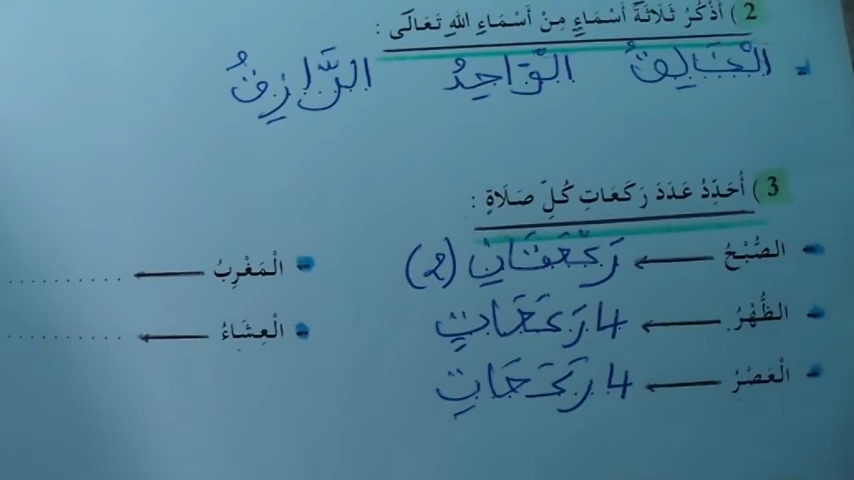 2 ) أَذْكُرُ ثَلَاثَةَ أَسْمَاءٍ مِنْ أَسْمَاءِ اللهِ تَعَالَى :
الْخَالِقُ الْوَاحِدُ الرَّازِقُ
3 ) أُحَدِّدُ عَدَدَ رَكَعَاتِ كُلِّ صَلَاةٍ :
- الصُّبْحُ ← رَكْعَتَانِ (2)
- الظُّهْرُ ← 4 رَكَعَاتٍ
- الْعَصْرُ ← 4 رَكَعَاتٍ
- الْمَغْرِبُ ← ..........
- الْعِشَاءُ ← ..........